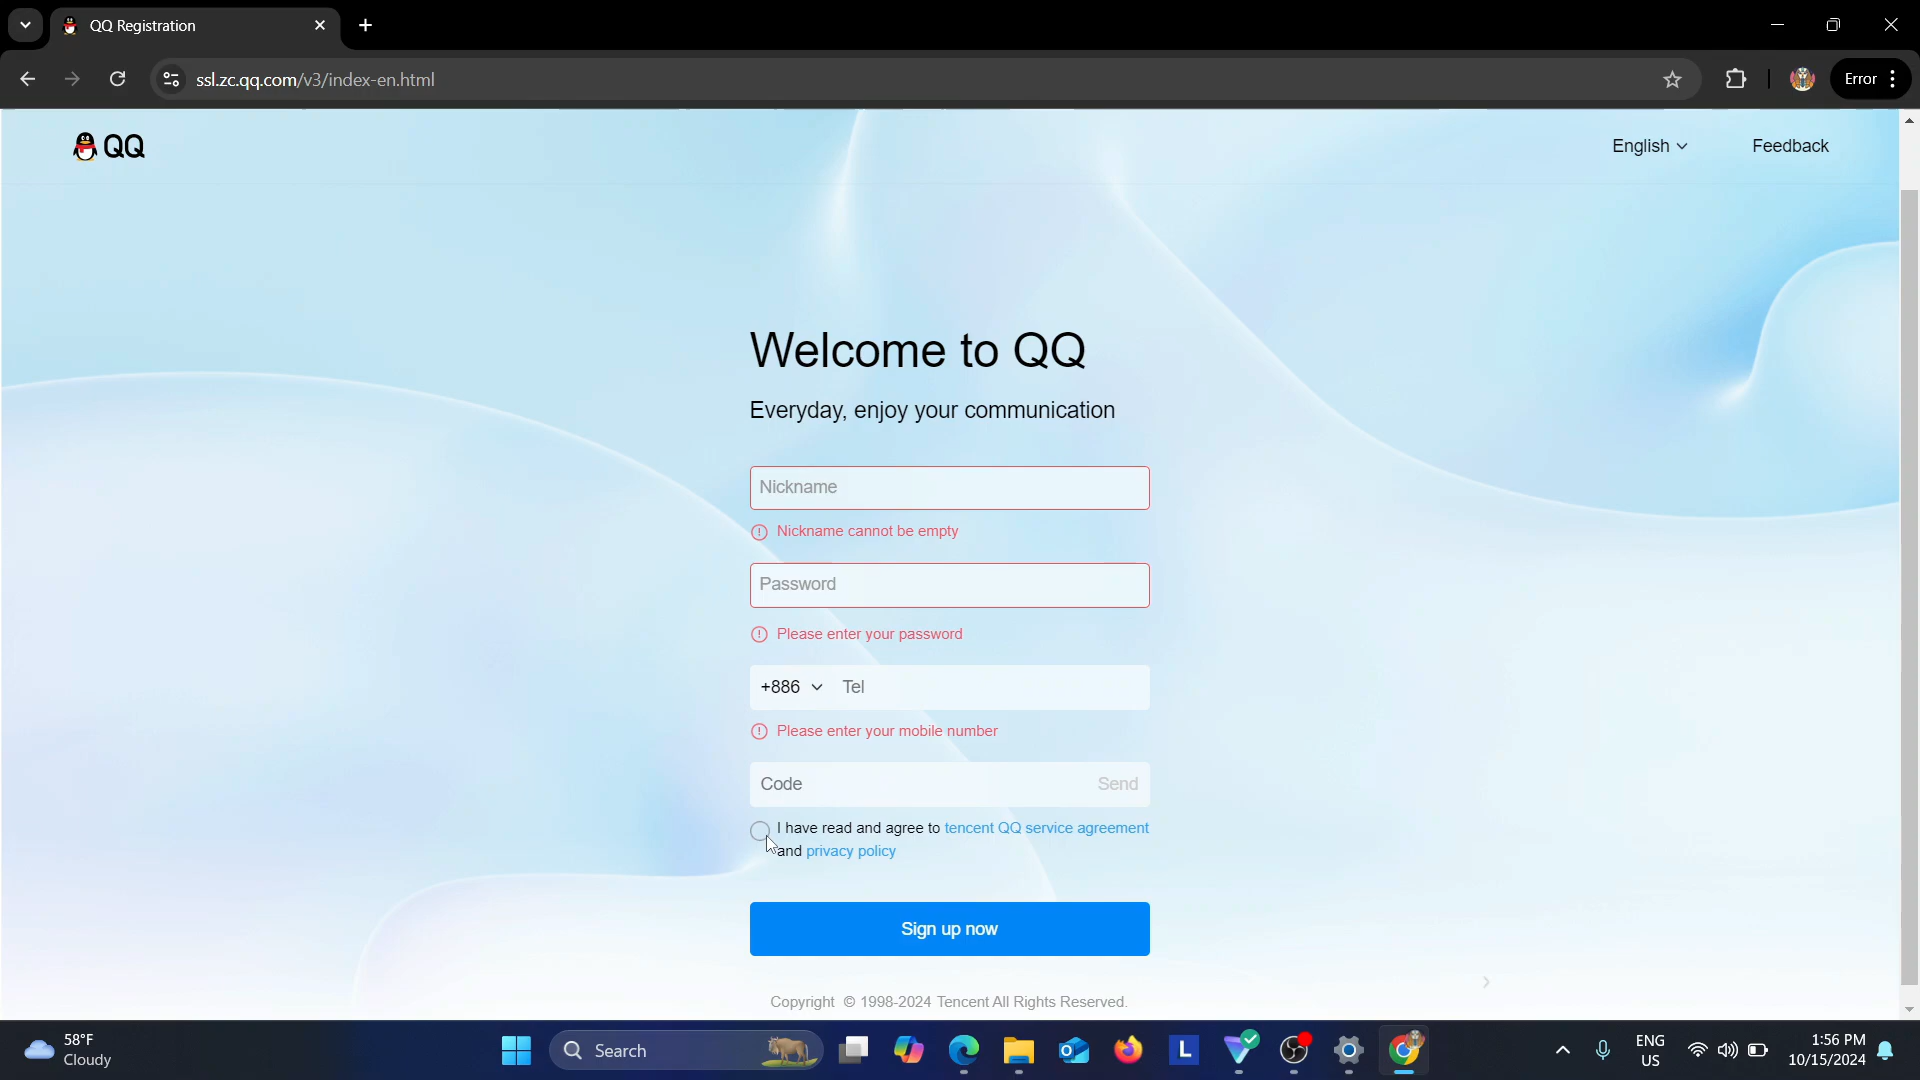 QQ Registration
ssl.zc.qq.com/v3/index-en.html
Error
QQ
English
Feedback
Welcome to QQ
Everyday, enjoy your communication
Nickname
Nickname cannot be empty
Password
Please enter your password
+886 Tel
Please enter your mobile number
Code Send
I have read and agree to tencent QQ service agreement
and privacy policy
Sign up now
Copyright © 1998-2024 Tencent All Rights Reserved.
58°F
Cloudy
Search
L
ENG
US
1:56 PM
10/15/2024